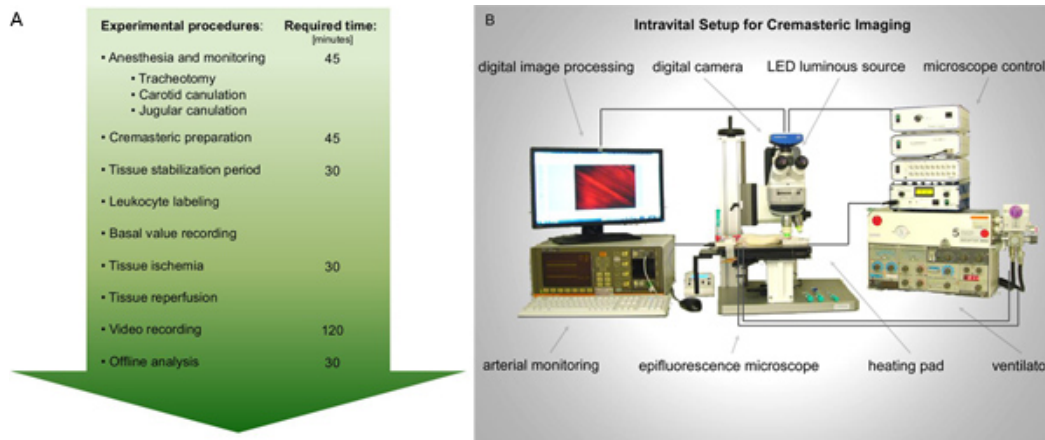 A
Experimental procedures: Required time:
[minutes]
▪ Anesthesia and monitoring 45
▪ Tracheotomy
▪ Carotid canulation
▪ Jugular canulation
▪ Cremasteric preparation 45
▪ Tissue stabilization period 30
▪ Leukocyte labeling
▪ Basal value recording
▪ Tissue ischemia 30
▪ Tissue reperfusion
▪ Video recording 120
▪ Offline analysis 30
B
Intravital Setup for Cremasteric Imaging
digital image processing digital camera LED luminous source microscope control
5
arterial monitoring epifluorescence microscope heating pad ventilato